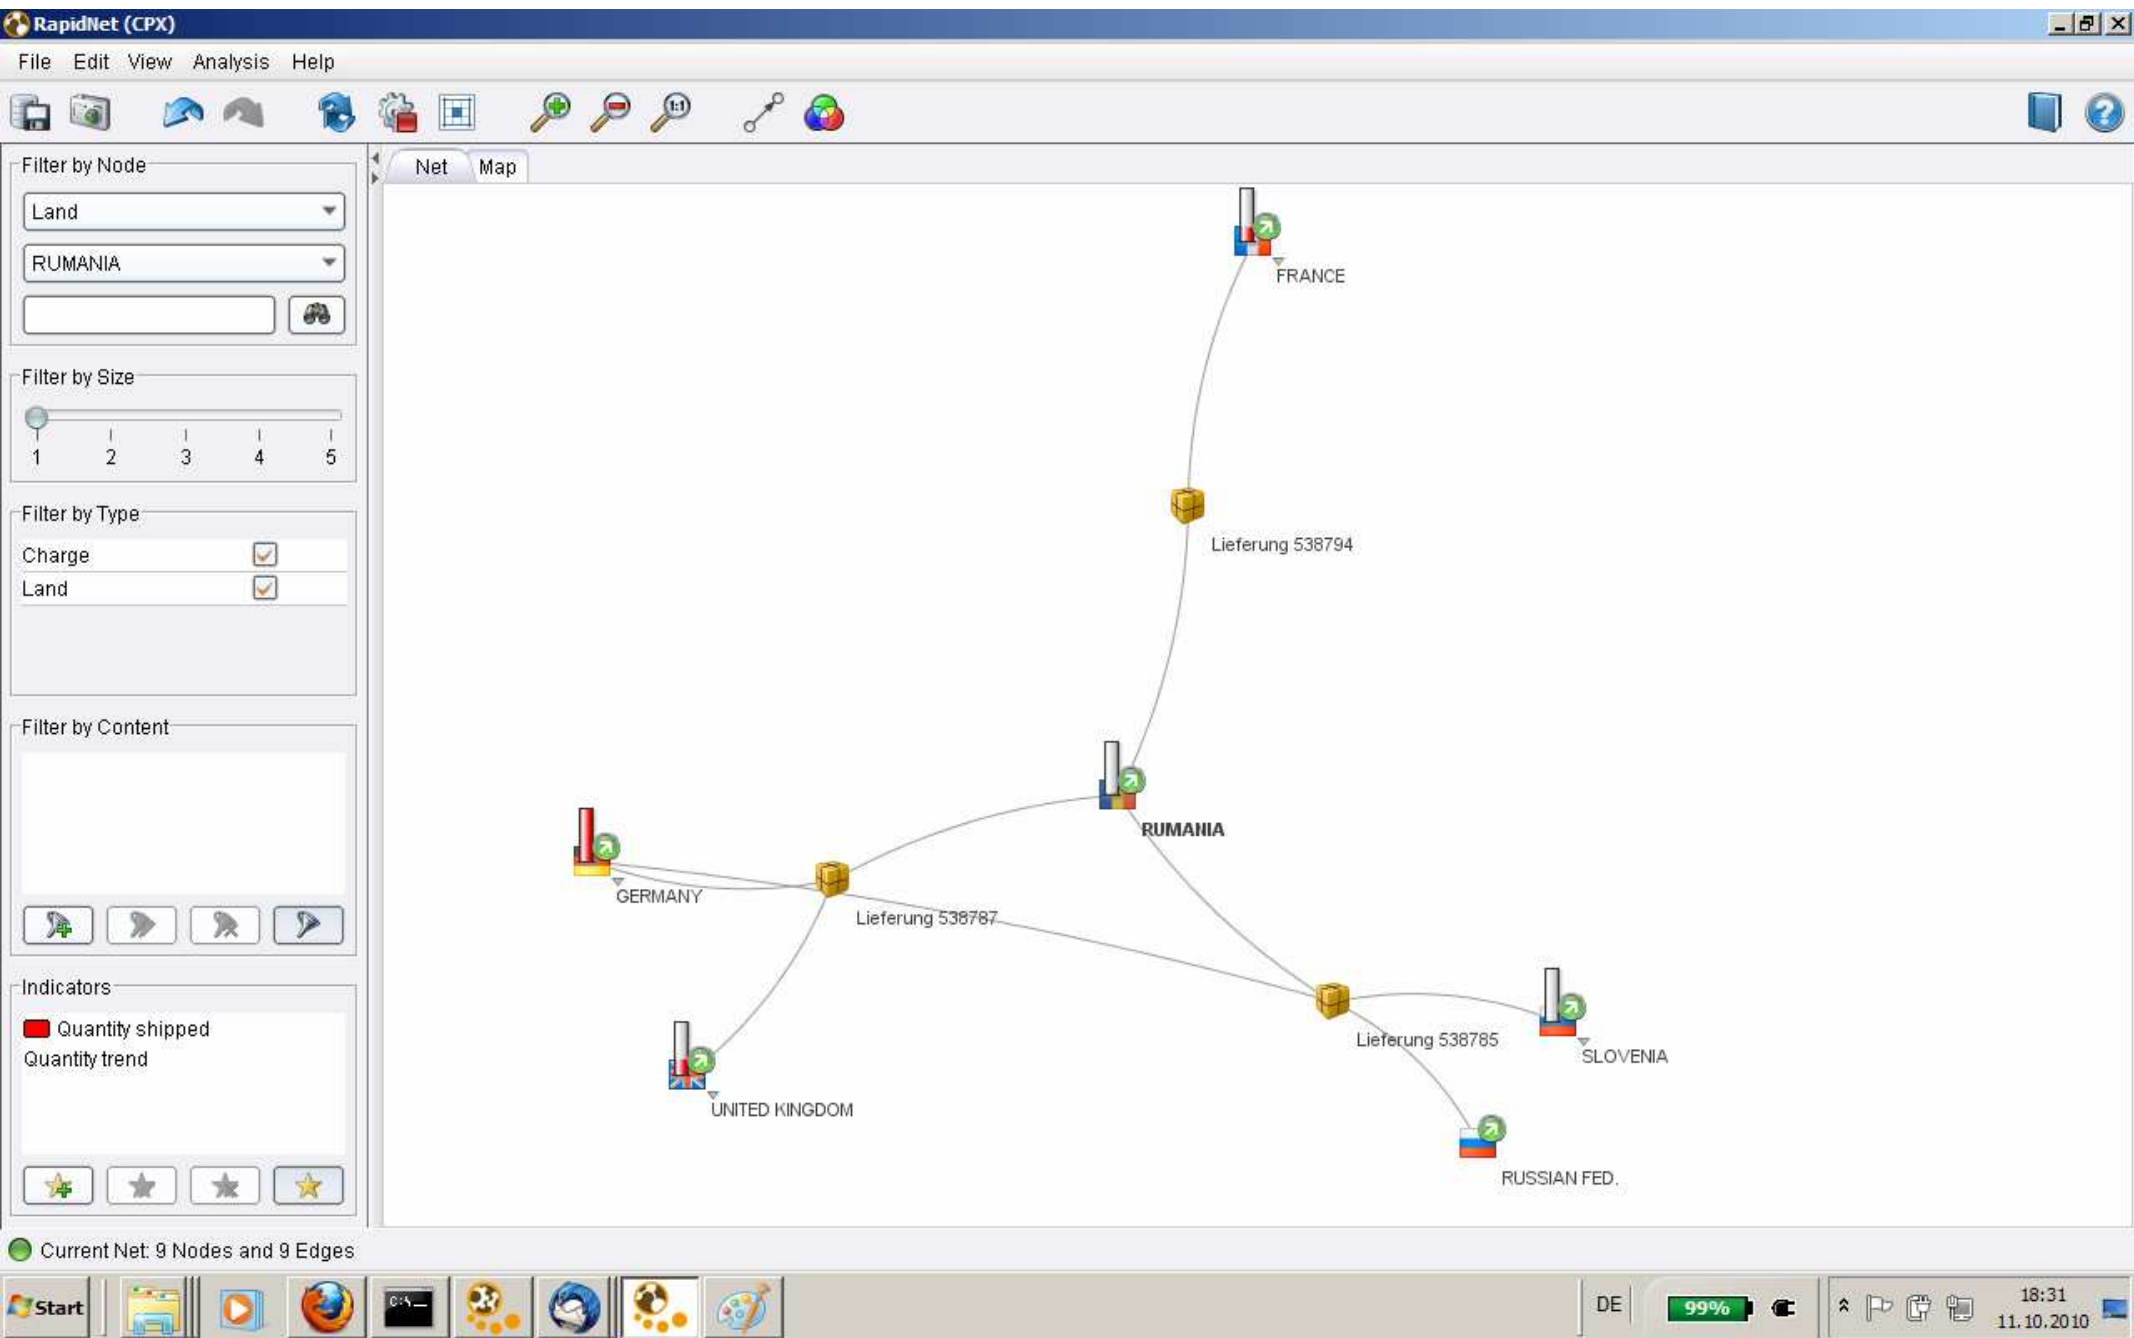 RapidNet (CPX)
File Edit View Analysis Help
1:1
Filter by Node
Land
RUMANIA
Filter by Size
1 2 3 4 5
Filter by Type
Charge
Land
Filter by Content
Indicators
Quantity shipped
Quantity trend
Net Map
FRANCE
Lieferung 538794
RUMANIA
GERMANY
Lieferung 538787
Lieferung 538785
SLOVENIA
UNITED KINGDOM
RUSSIAN FED.
Current Net: 9 Nodes and 9 Edges
Start
C:\_
DE
99%
18:31
11.10.2010